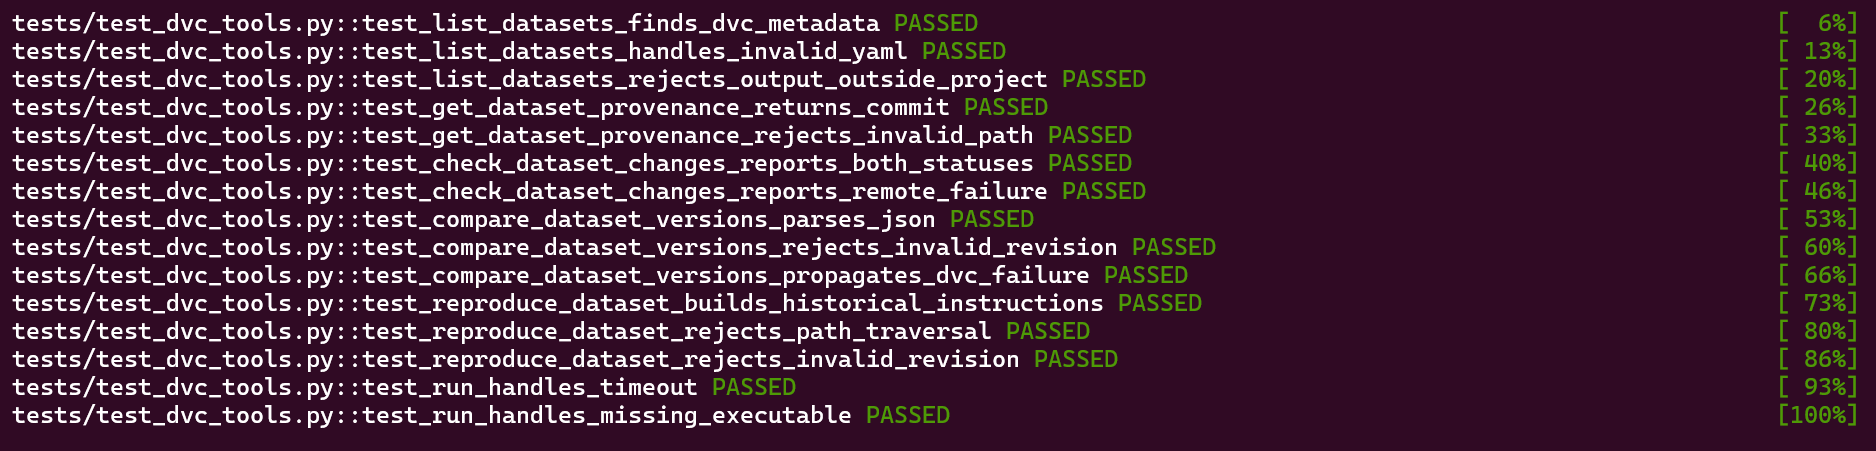 tests/test_dvc_tools.py::test_list_datasets_finds_dvc_metadata PASSED [  6%]
tests/test_dvc_tools.py::test_list_datasets_handles_invalid_yaml PASSED [ 13%]
tests/test_dvc_tools.py::test_list_datasets_rejects_output_outside_project PASSED [ 20%]
tests/test_dvc_tools.py::test_get_dataset_provenance_returns_commit PASSED [ 26%]
tests/test_dvc_tools.py::test_get_dataset_provenance_rejects_invalid_path PASSED [ 33%]
tests/test_dvc_tools.py::test_check_dataset_changes_reports_both_statuses PASSED [ 40%]
tests/test_dvc_tools.py::test_check_dataset_changes_reports_remote_failure PASSED [ 46%]
tests/test_dvc_tools.py::test_compare_dataset_versions_parses_json PASSED [ 53%]
tests/test_dvc_tools.py::test_compare_dataset_versions_rejects_invalid_revision PASSED [ 60%]
tests/test_dvc_tools.py::test_compare_dataset_versions_propagates_dvc_failure PASSED [ 66%]
tests/test_dvc_tools.py::test_reproduce_dataset_builds_historical_instructions PASSED [ 73%]
tests/test_dvc_tools.py::test_reproduce_dataset_rejects_path_traversal PASSED [ 80%]
tests/test_dvc_tools.py::test_reproduce_dataset_rejects_invalid_revision PASSED [ 86%]
tests/test_dvc_tools.py::test_run_handles_timeout PASSED [ 93%]
tests/test_dvc_tools.py::test_run_handles_missing_executable PASSED [100%]